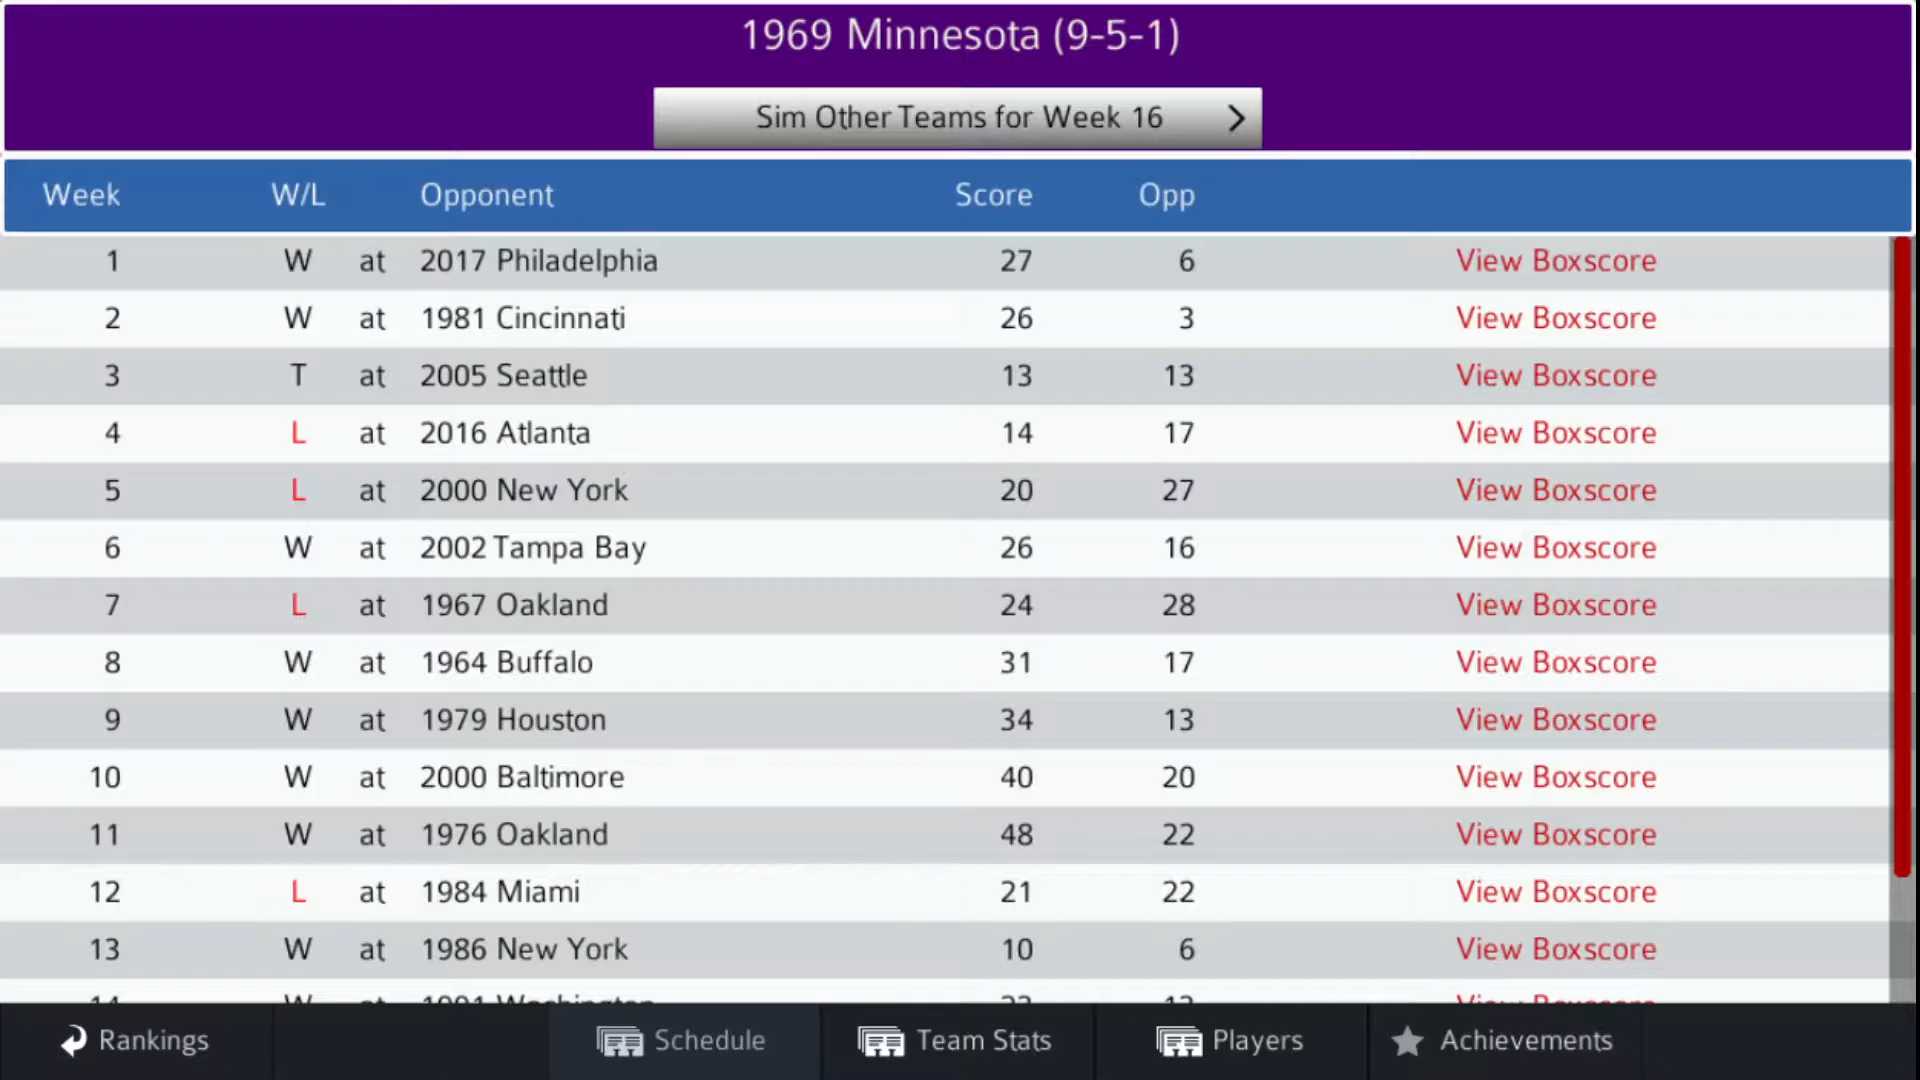 1969 Minnesota (9-5-1)
Sim Other Teams for Week 16
Week W/L Opponent Score Opp
1 W at 2017 Philadelphia 27 6 View Boxscore
2 W at 1981 Cincinnati 26 3 View Boxscore
3 T at 2005 Seattle 13 13 View Boxscore
4 L at 2016 Atlanta 14 17 View Boxscore
5 L at 2000 New York 20 27 View Boxscore
6 W at 2002 Tampa Bay 26 16 View Boxscore
7 L at 1967 Oakland 24 28 View Boxscore
8 W at 1964 Buffalo 31 17 View Boxscore
9 W at 1979 Houston 34 13 View Boxscore
10 W at 2000 Baltimore 40 20 View Boxscore
11 W at 1976 Oakland 48 22 View Boxscore
12 L at 1984 Miami 21 22 View Boxscore
13 W at 1986 New York 10 6 View Boxscore
14 W at 1991 Washington View Boxscore
Rankings Schedule Team Stats Players Achievements